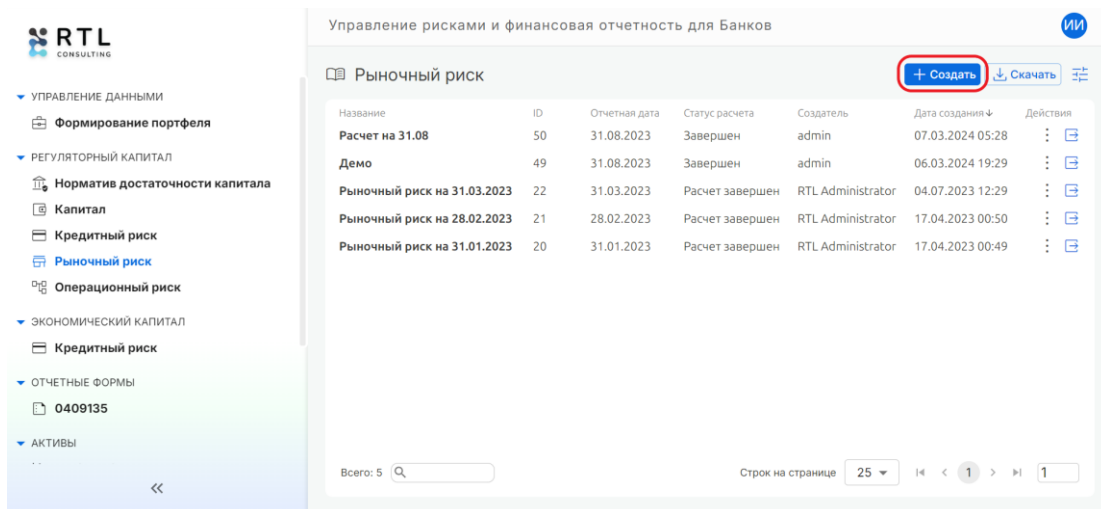 RTL
CONSULTING
УПРАВЛЕНИЕ ДАННЫМИ
Формирование портфеля
РЕГУЛЯТОРНЫЙ КАПИТАЛ
Норматив достаточности капитала
Капитал
Кредитный риск
Рыночный риск
Операционный риск
ЭКОНОМИЧЕСКИЙ КАПИТАЛ
Кредитный риск
ОТЧЕТНЫЕ ФОРМЫ
0409135
АКТИВЫ
Управление рисками и финансовая отчетность для Банков
ИИ
Рыночный риск
+ Создать
Скачать
Название ID Отчетная дата Статус расчета Создатель Дата создания Действия
Расчет на 31.08 50 31.08.2023 Завершен admin 07.03.2024 05:28
Демо 49 31.08.2023 Завершен admin 06.03.2024 19:29
Рыночный риск на 31.03.2023 22 31.03.2023 Расчет завершен RTL Administrator 04.07.2023 12:29
Рыночный риск на 28.02.2023 21 28.02.2023 Расчет завершен RTL Administrator 17.04.2023 00:50
Рыночный риск на 31.01.2023 20 31.01.2023 Расчет завершен RTL Administrator 17.04.2023 00:49
Всего: 5 Строк на странице 25 1 1